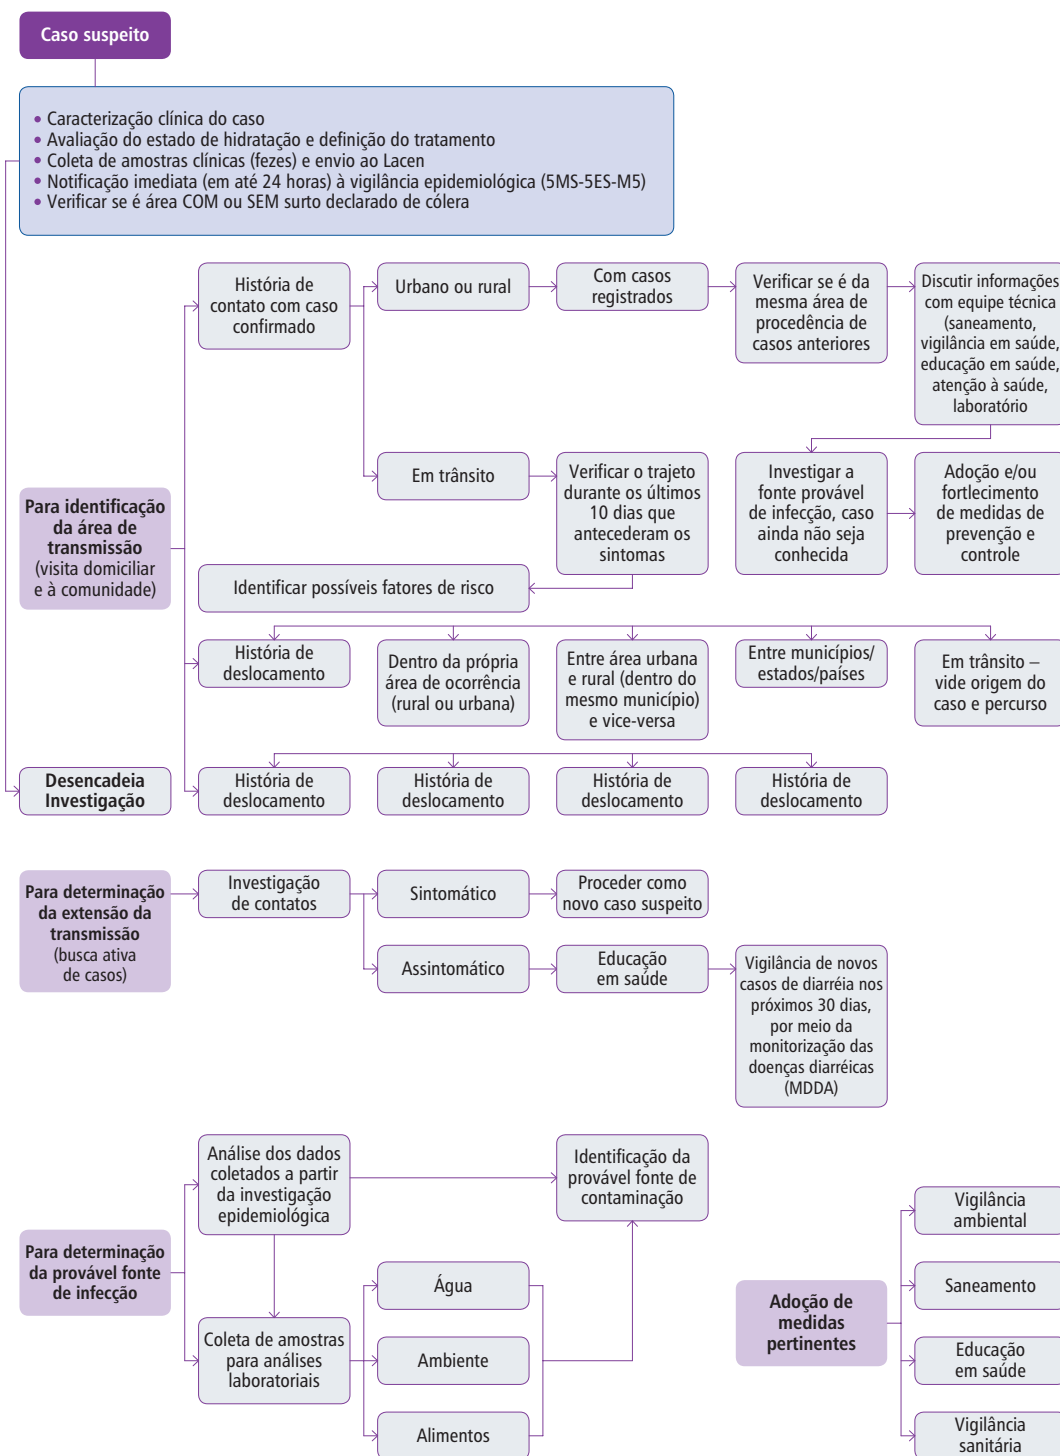 Caso suspeito
• Caracterização clínica do caso
• Avaliação do estado de hidratação e definição do tratamento
• Coleta de amostras clínicas (fezes) e envio ao Lacen
• Notificação imediata (em até 24 horas) à vigilância epidemiológica (5MS-5ES-M5)
• Verificar se é área COM ou SEM surto declarado de cólera
Para identificação
da área de
transmissão
(visita domiciliar
e à comunidade)
História de
contato com caso
confirmado
Urbano ou rural
Com casos
registrados
Verificar se é da
mesma área de
procedência de
casos anteriores
Discutir informações
com equipe técnica
(saneamento,
vigilância em saúde,
educação em saúde,
atenção à saúde,
laboratório
Em trânsito
Verificar o trajeto
durante os últimos
10 dias que
antecederam os
sintomas
Investigar a
fonte provável
de infecção, caso
ainda não seja
conhecida
Adoção e/ou
fortlecimento
de medidas de
prevenção e
controle
Identificar possíveis fatores de risco
História de
deslocamento
Dentro da própria
área de ocorrência
(rural ou urbana)
Entre área urbana
e rural (dentro do
mesmo município)
e vice-versa
Entre municípios/
estados/países
Em trânsito –
vide origem do
caso e percurso
Desencadeia
Investigação
História de
deslocamento
História de
deslocamento
História de
deslocamento
História de
deslocamento
Para determinação
da extensão da
transmissão
(busca ativa
de casos)
Investigação
de contatos
Sintomático
Proceder como
novo caso suspeito
Assintomático
Educação
em saúde
Vigilância de novos
casos de diarréia nos
próximos 30 dias,
por meio da
monitorização das
doenças diarréicas
(MDDA)
Para determinação
da provável fonte
de infecção
Análise dos dados
coletados a partir
da investigação
epidemiológica
Identificação da
provável fonte de
contaminação
Coleta de amostras
para análises
laboratoriais
Água
Ambiente
Alimentos
Adoção de
medidas
pertinentes
Vigilância
ambiental
Saneamento
Educação
em saúde
Vigilância
sanitária